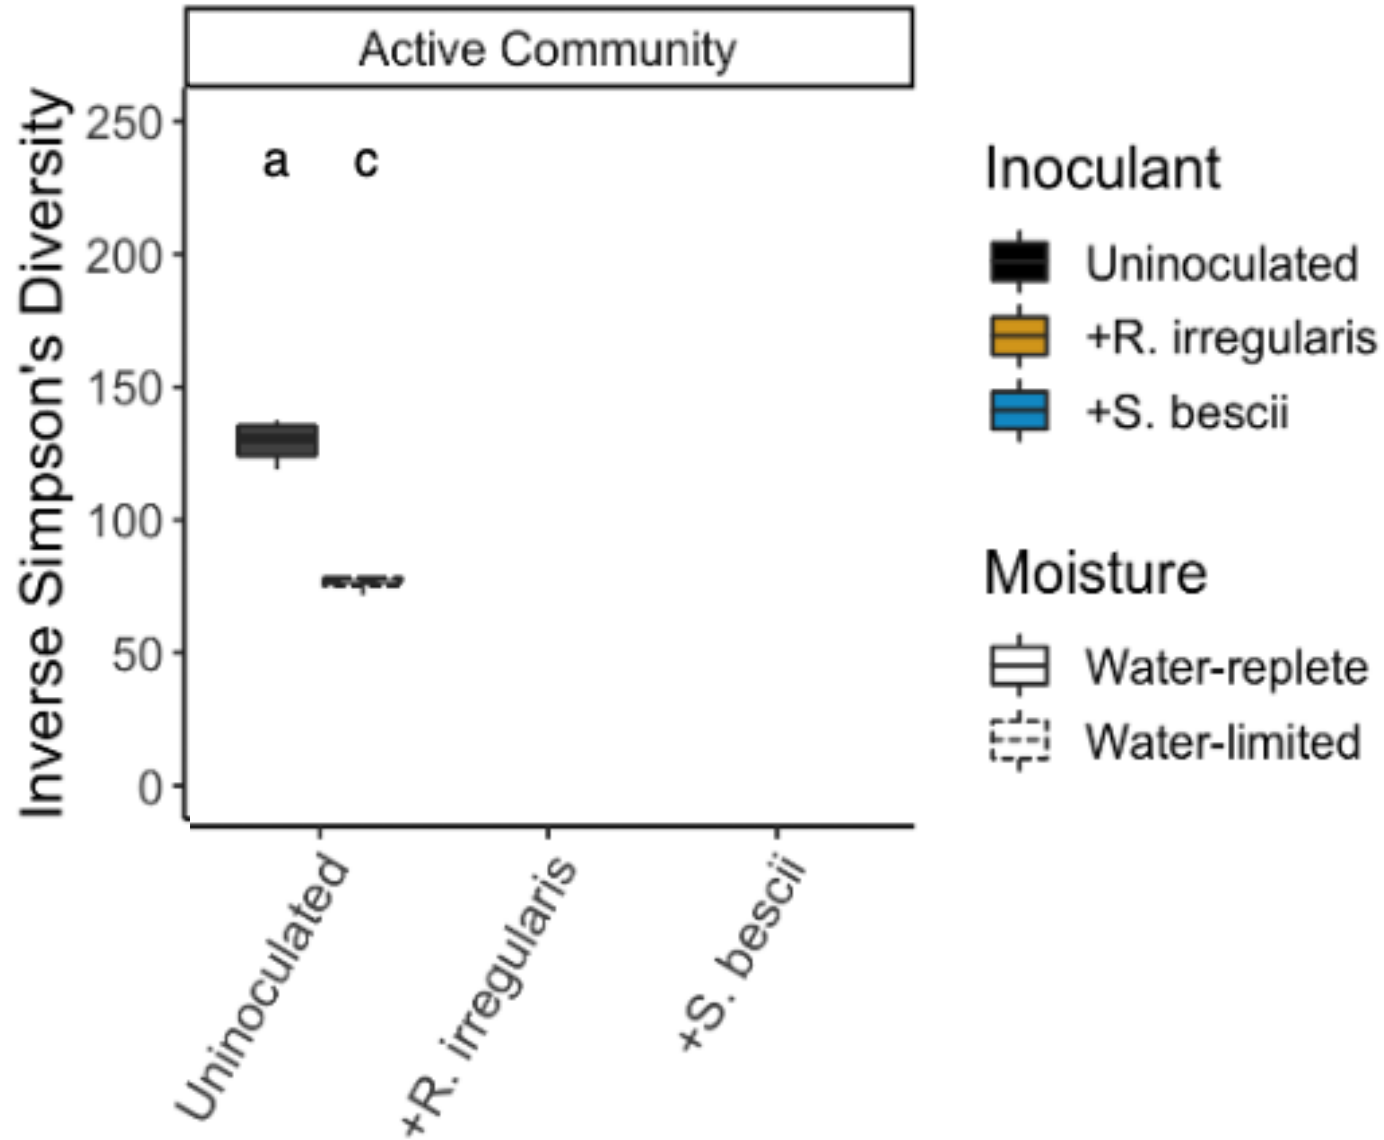 Active Community
Inverse Simpson's Diversity
250
200
150
100
50
0
a c
Uninoculated
+R. irregularis
+S. bescii
Inoculant
Uninoculated
+R. irregularis
+S. bescii
Moisture
Water-replete
Water-limited